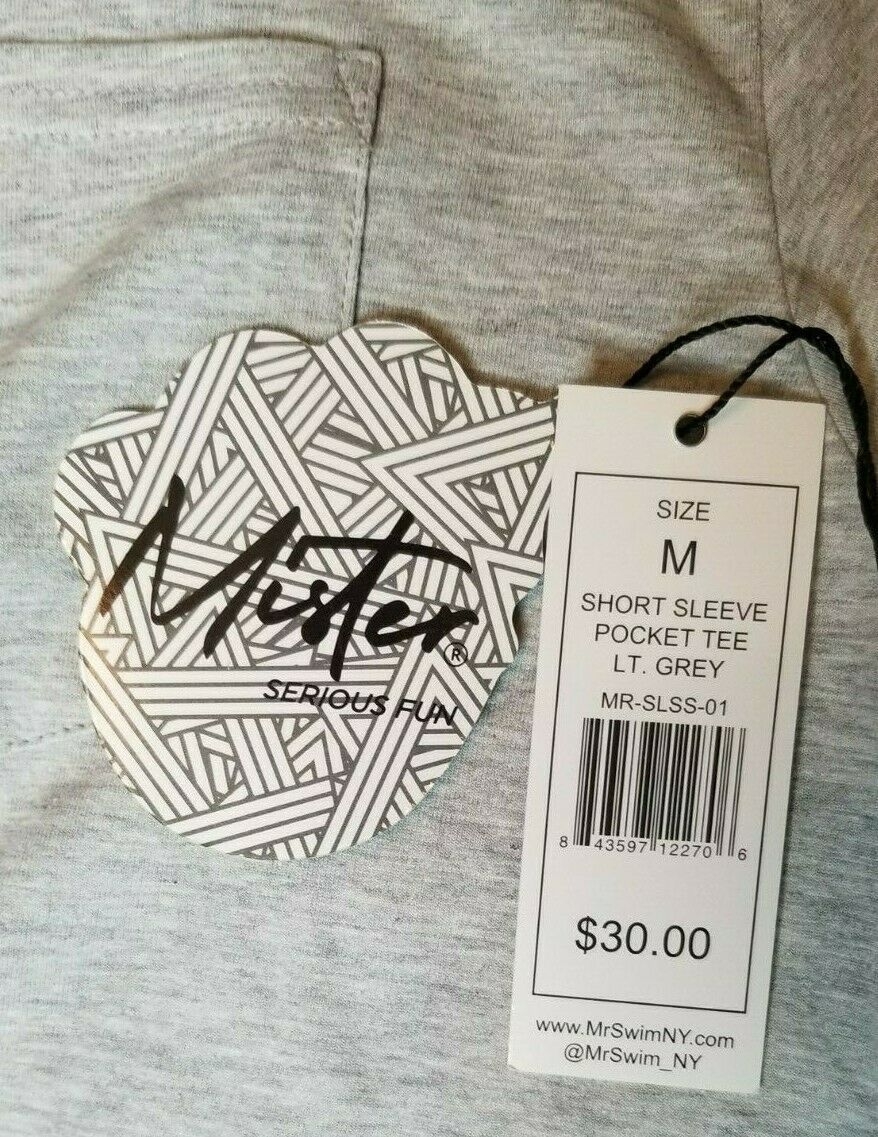 Mister®
SERIOUS FUN
SIZE
M
SHORT SLEEVE
POCKET TEE
LT. GREY
MR-SLSS-01
8 43597 12270 6
$30.00
www.MrSwimNY.com
@MrSwim_NY